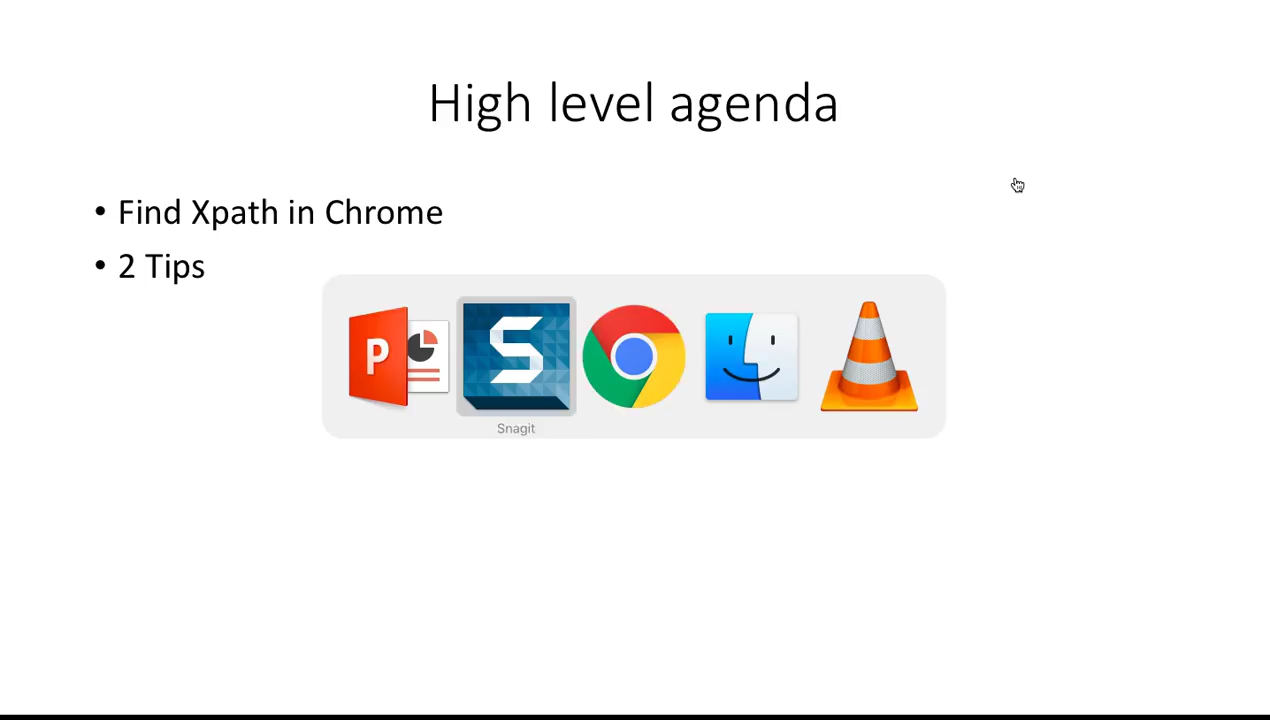 High level agenda
• Find Xpath in Chrome
• 2 Tips
P
S
Snagit